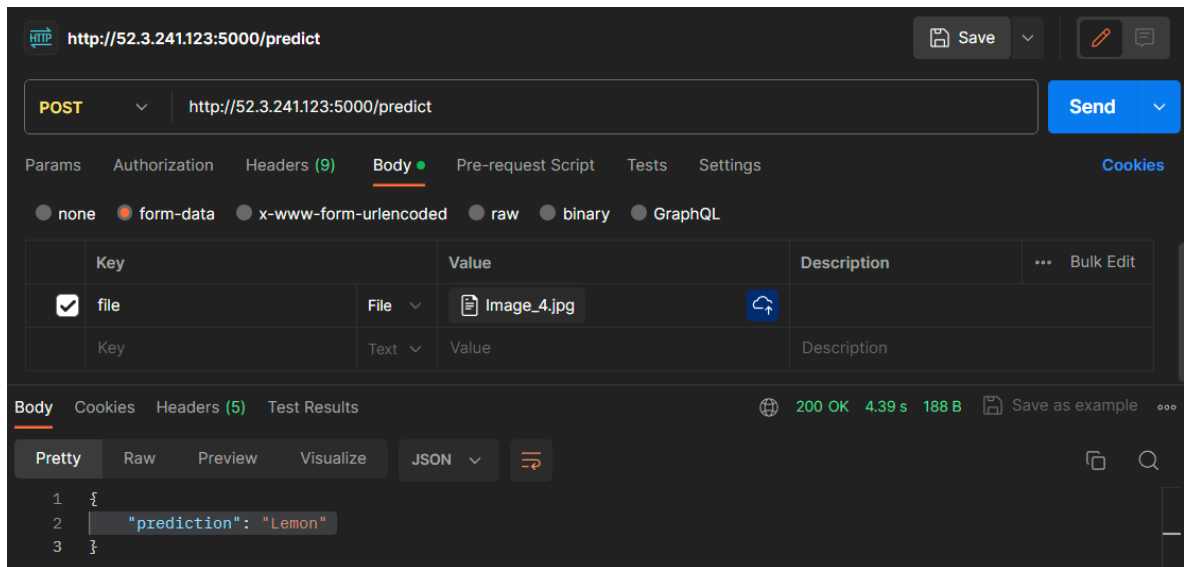 HTTP http://52.3.241.123:5000/predict Save
POST http://52.3.241.123:5000/predict Send
Params Authorization Headers (9) Body Pre-request Script Tests Settings Cookies
none form-data x-www-form-urlencoded raw binary GraphQL
Key Value Description ••• Bulk Edit
file File Image_4.jpg
Key Text Value Description
Body Cookies Headers (5) Test Results 200 OK 4.39 s 188 B Save as example •••
Pretty Raw Preview Visualize JSON
1 {
2 "prediction": "Lemon"
3 }